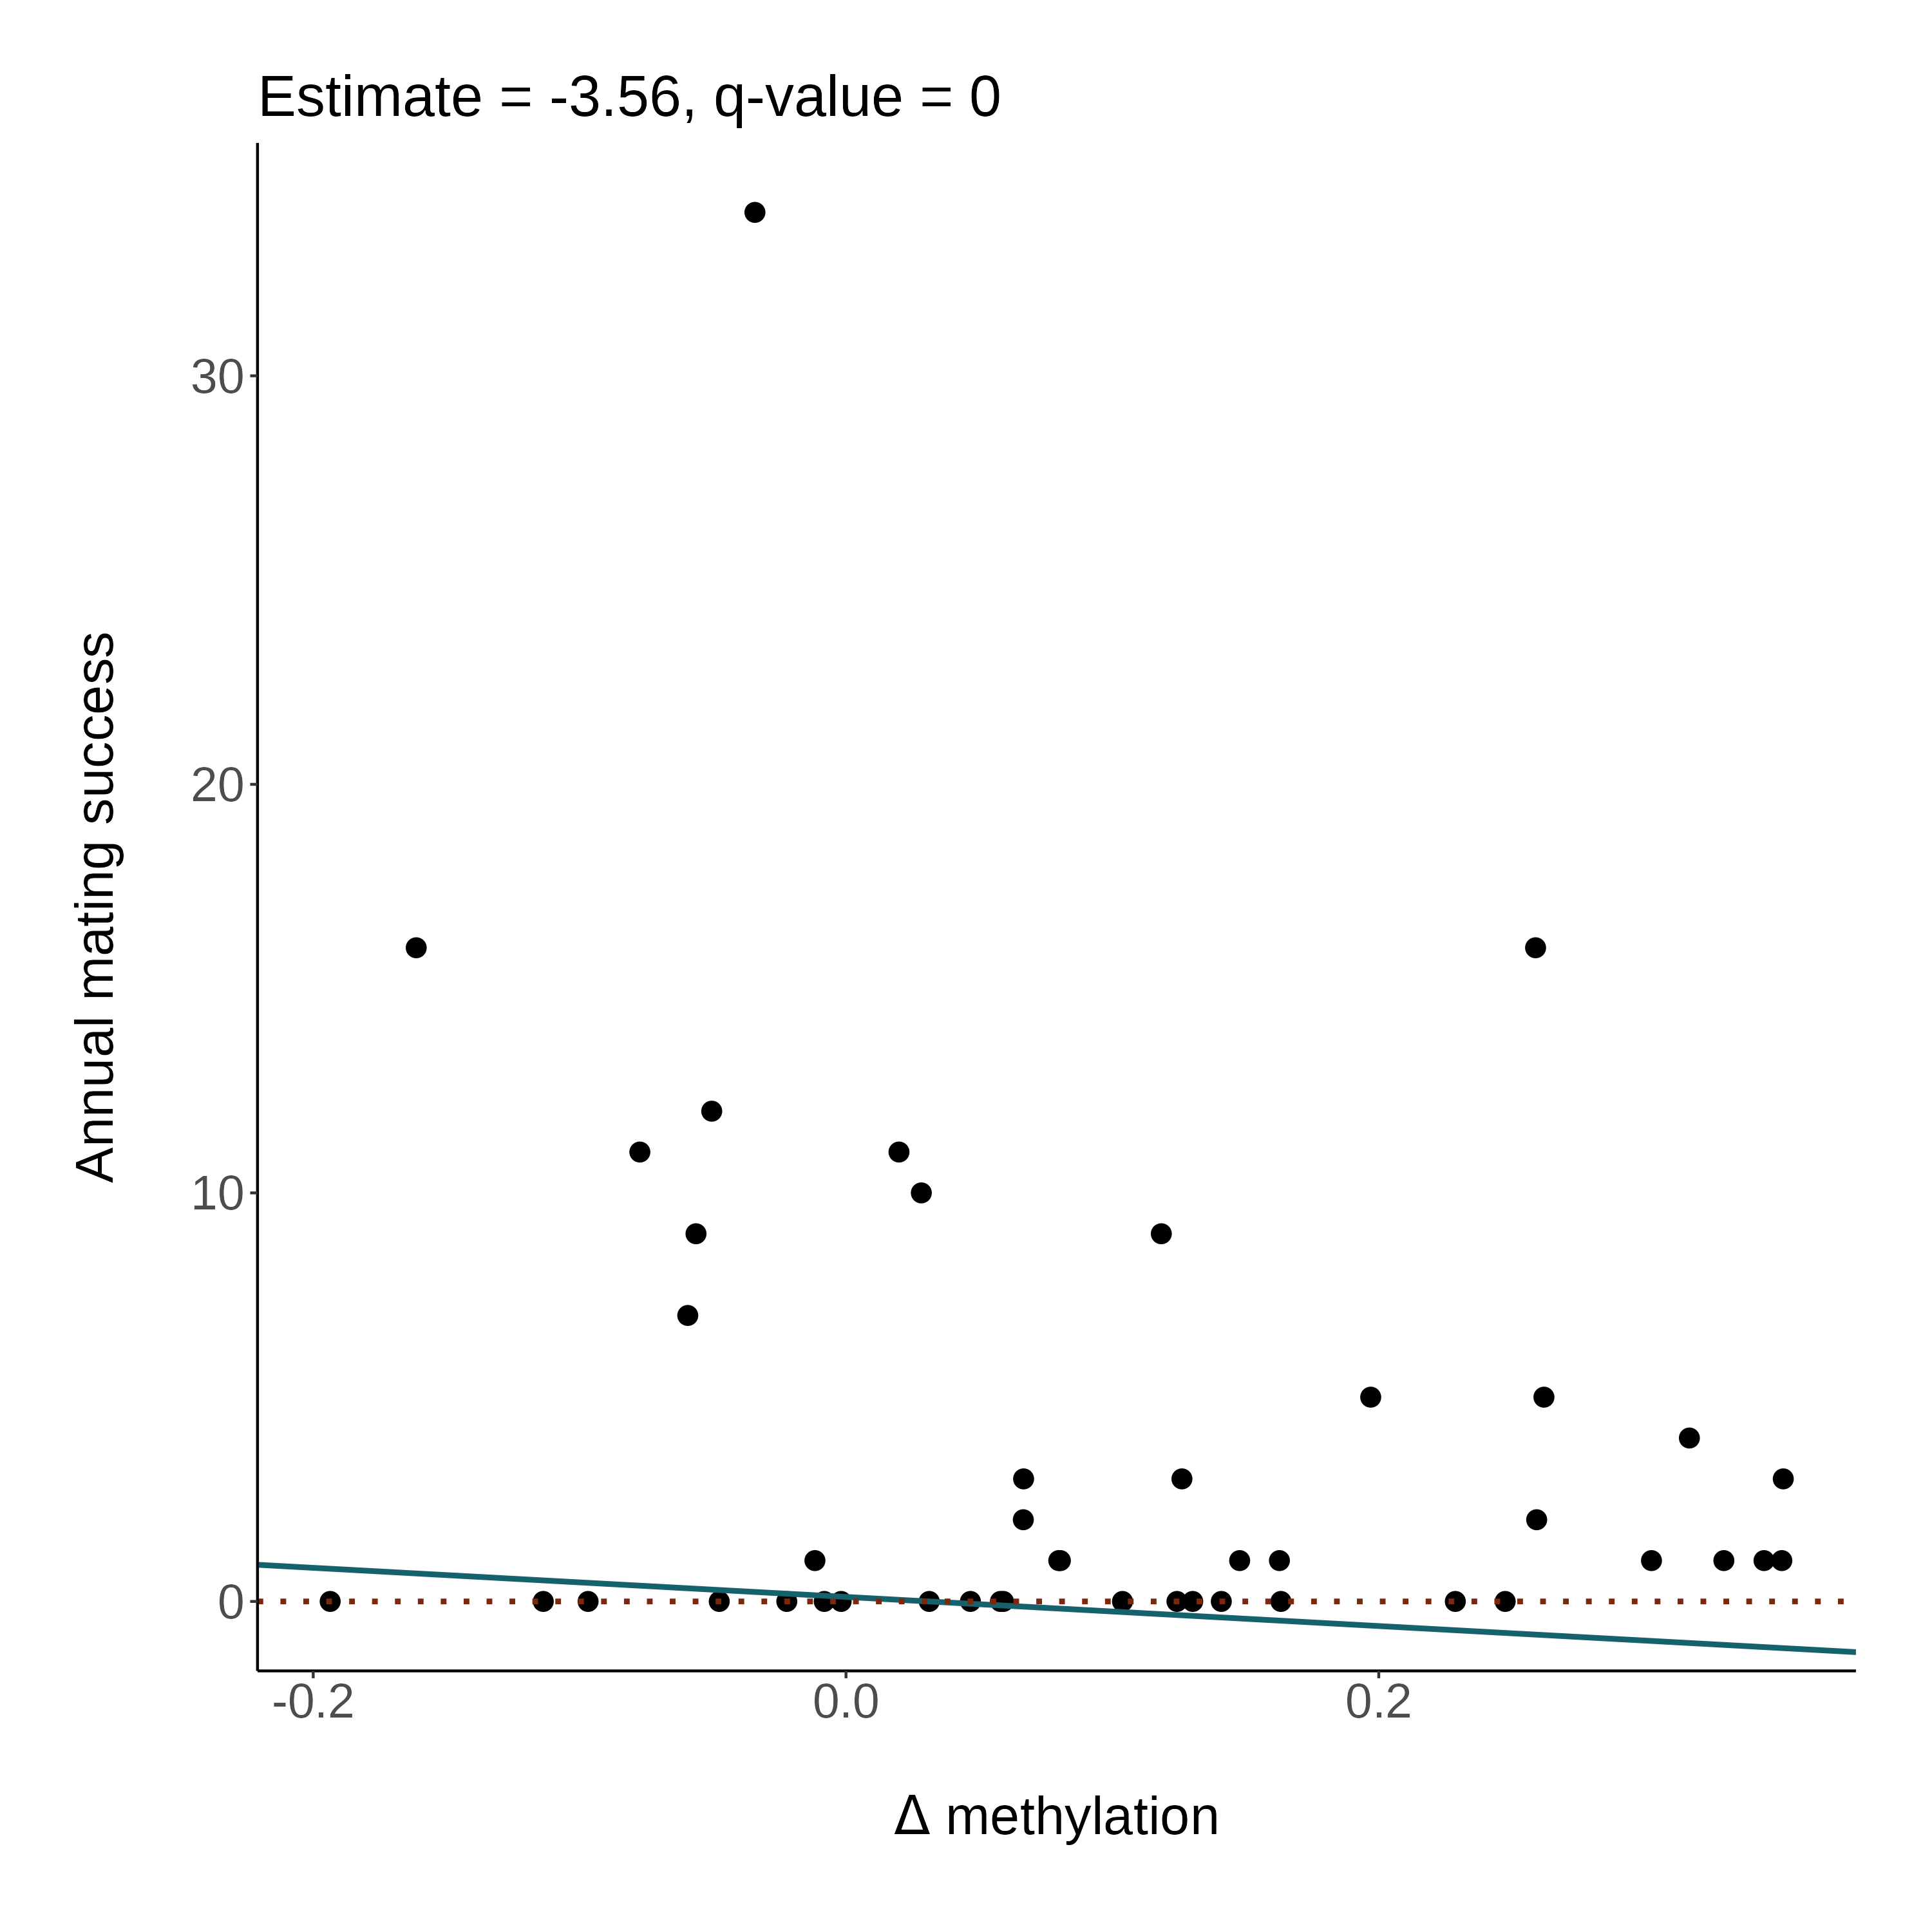 Estimate = -3.56, q-value = 0
30
20
10
0
Annual mating success
-0.2 0.0 0.2
Δ methylation